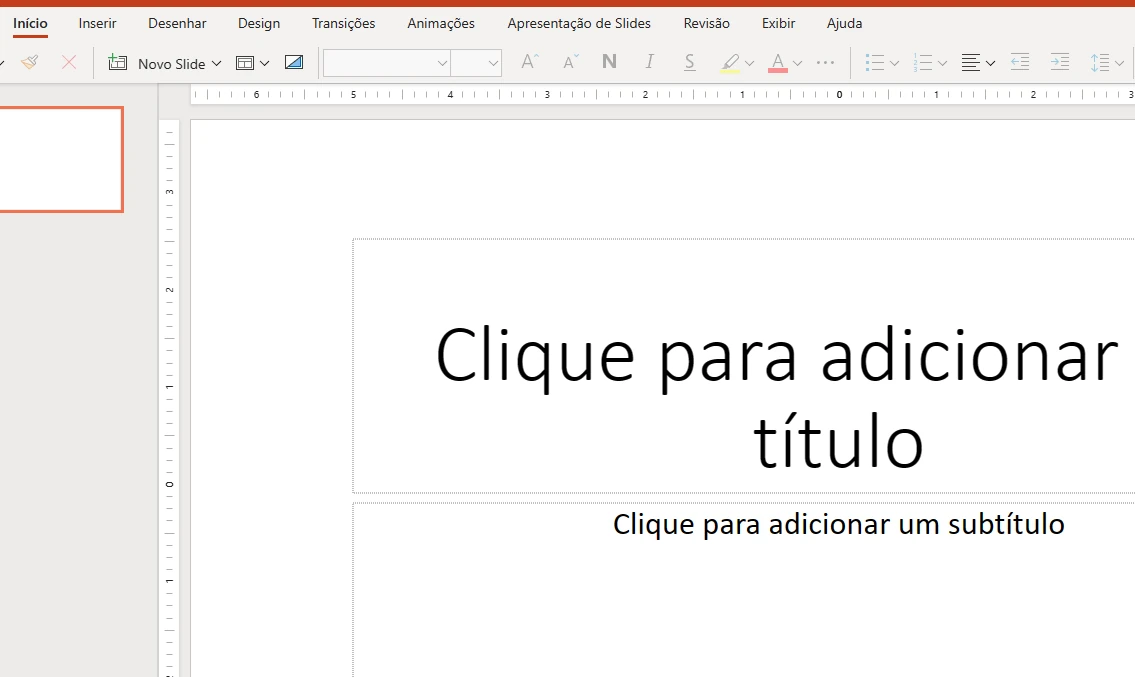 Início Inserir Desenhar Design Transições Animações Apresentação de Slides Revisão Exibir Ajuda
Novo Slide A A N I S A
6 5 4 3 2 1 0 1 2 3
3
2
1
0
1
Clique para adicionar
título
Clique para adicionar um subtítulo